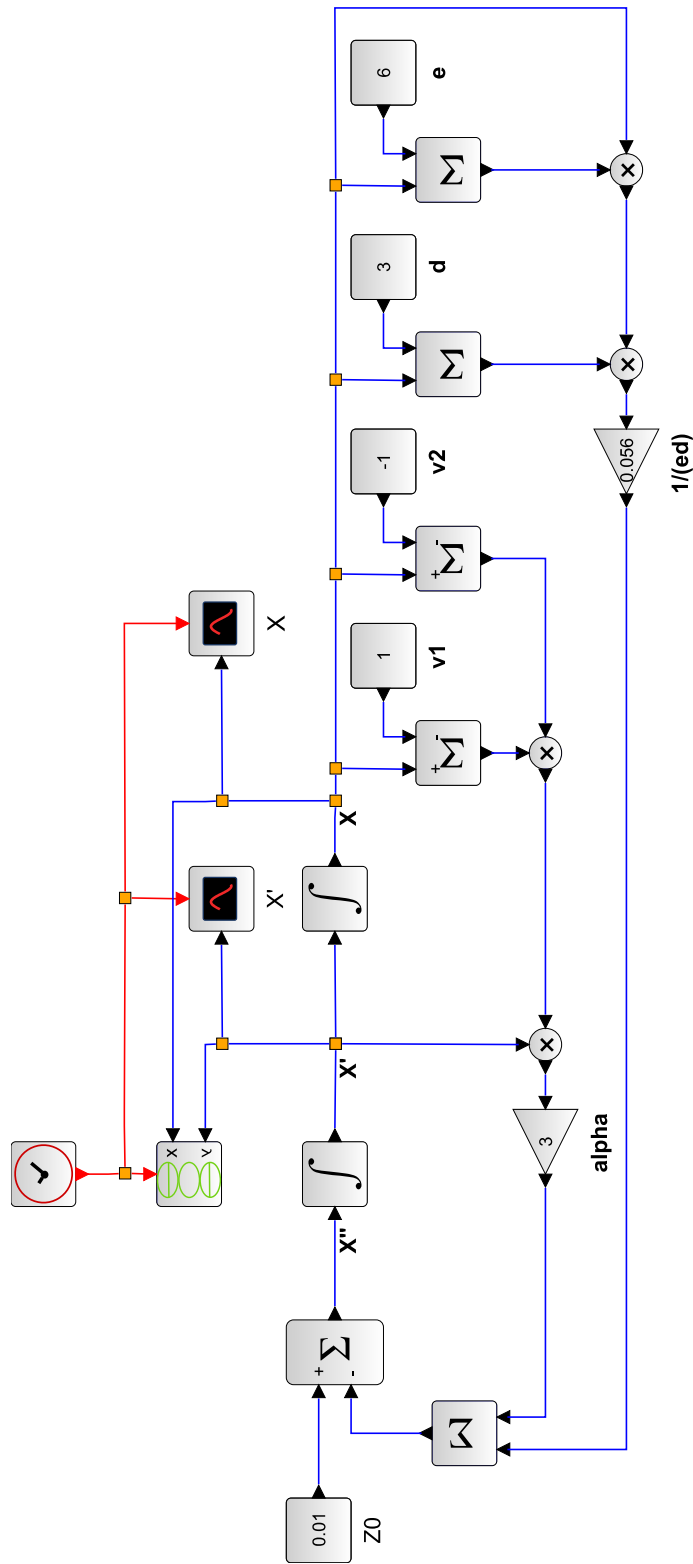 x
y
X'
X
0.01
Z0
+
-
Σ
X''
∫
X'
∫
X
1
v1
-1
v2
3
d
6
e
+
-
Σ
+
-
Σ
Σ
Σ
Σ
×
×
3
alpha
×
×
0.056
1/(ed)